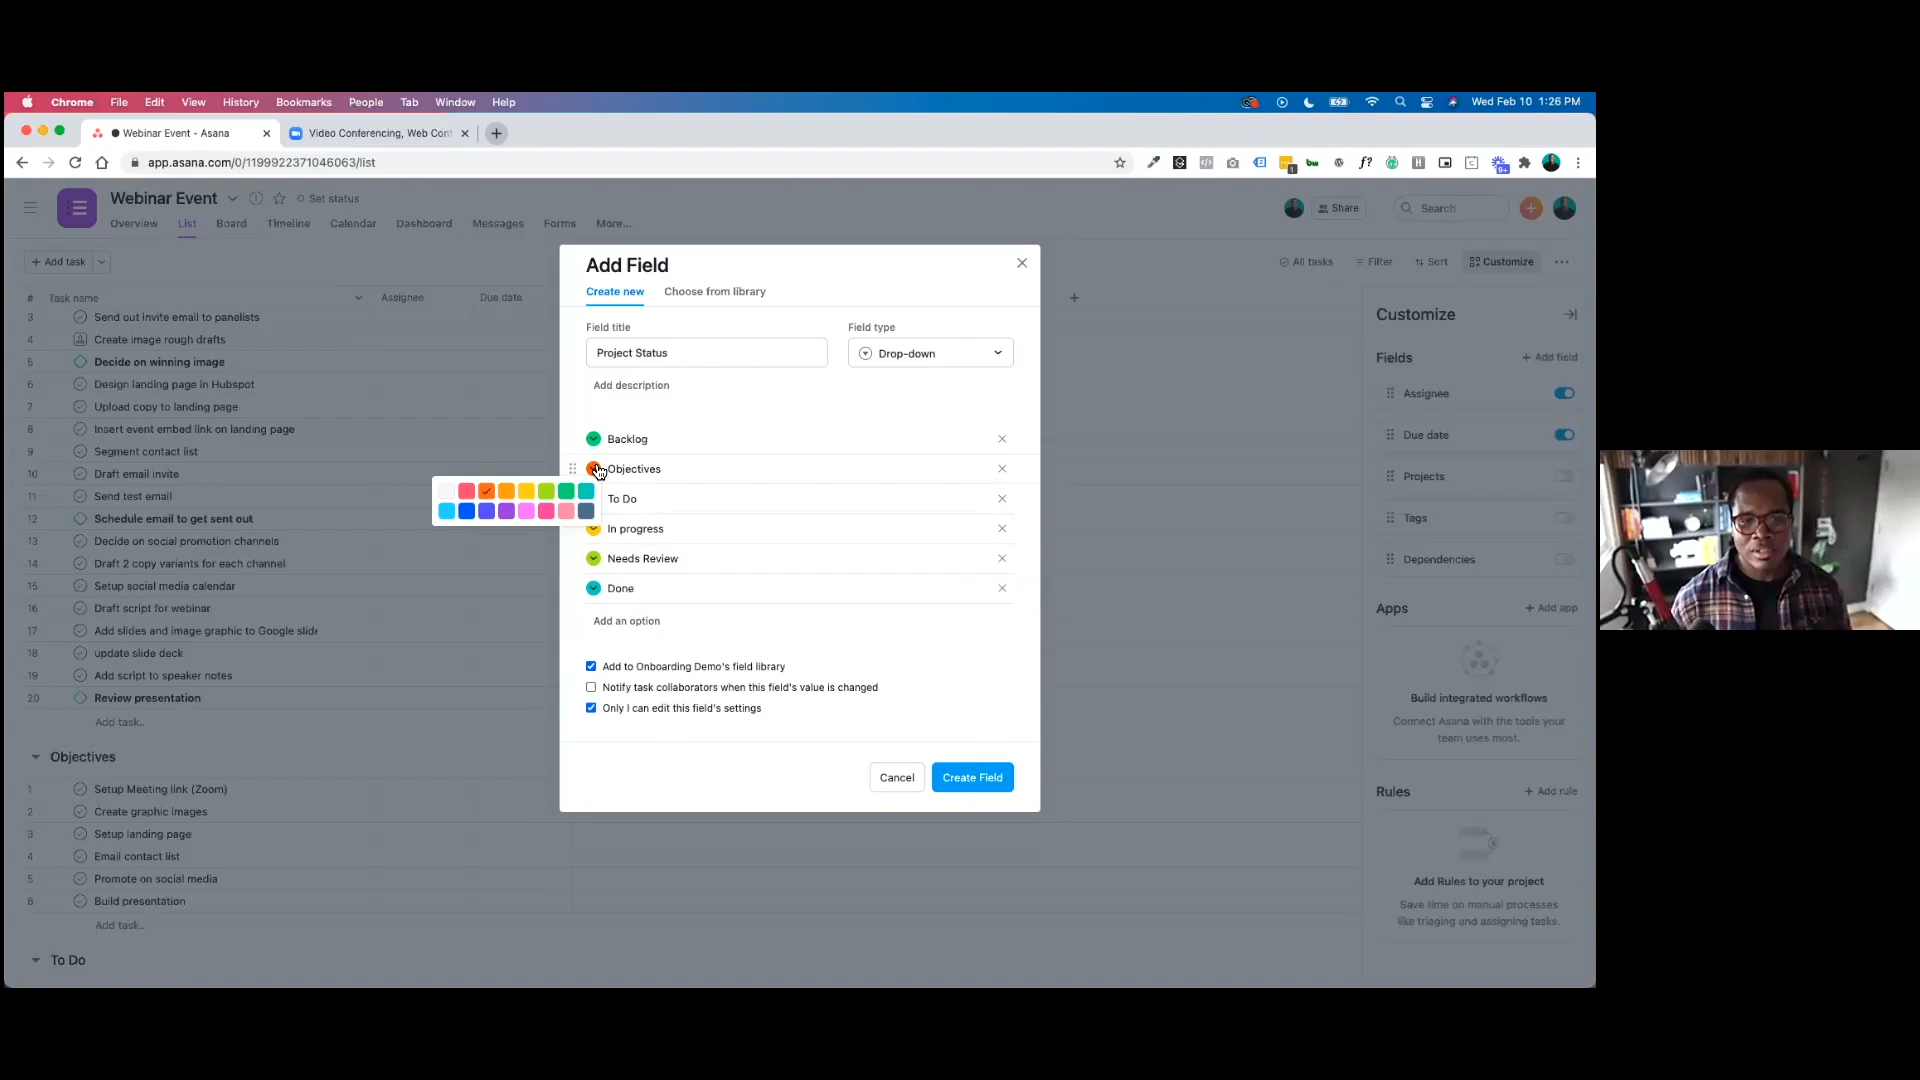 Chrome File Edit View History Bookmarks People Tab Window Help
Wed Feb 10 1:26 PM
Webinar Event - Asana
Video Conferencing, Web Con
app.asana.com/0/1199922371046063/list
Webinar Event
Set status
Overview List Board Timeline Calendar Dashboard Messages Forms More...
Share
Search
+ Add task
All tasks
Filter
Sort
Customize
# Task name Assignee Due date
3 Send out invite email to panelists
4 Create image rough drafts
5 Decide on winning image
6 Design landing page in Hubspot
7 Upload copy to landing page
8 Insert event embed link on landing page
9 Segment contact list
10 Draft email invite
11 Send test email
12 Schedule email to get sent out
13 Decide on social promotion channels
14 Draft 2 copy variants for each channel
15 Setup social media calendar
16 Draft script for webinar
17 Add slides and image graphic to Google slide
18 update slide deck
19 Add script to speaker notes
20 Review presentation
Add task...
Objectives
1 Setup Meeting link (Zoom)
2 Create graphic images
3 Setup landing page
4 Email contact list
5 Promote on social media
6 Build presentation
Add task...
To Do
Add Field
Create new Choose from library
Field title Field type
Project Status Drop-down
Add description
Backlog
Objectives
To Do
In progress
Needs Review
Done
Add an option
Add to Onboarding Demo's field library
Notify task collaborators when this field's value is changed
Only I can edit this field's settings
Cancel Create Field
Customize
Fields + Add field
Assignee
Due date
Projects
Tags
Dependencies
Apps + Add app
Build integrated workflows
Connect Asana with the tools your
team uses most.
Rules + Add rule
Add Rules to your project
Save time on manual processes
like triaging and assigning tasks.